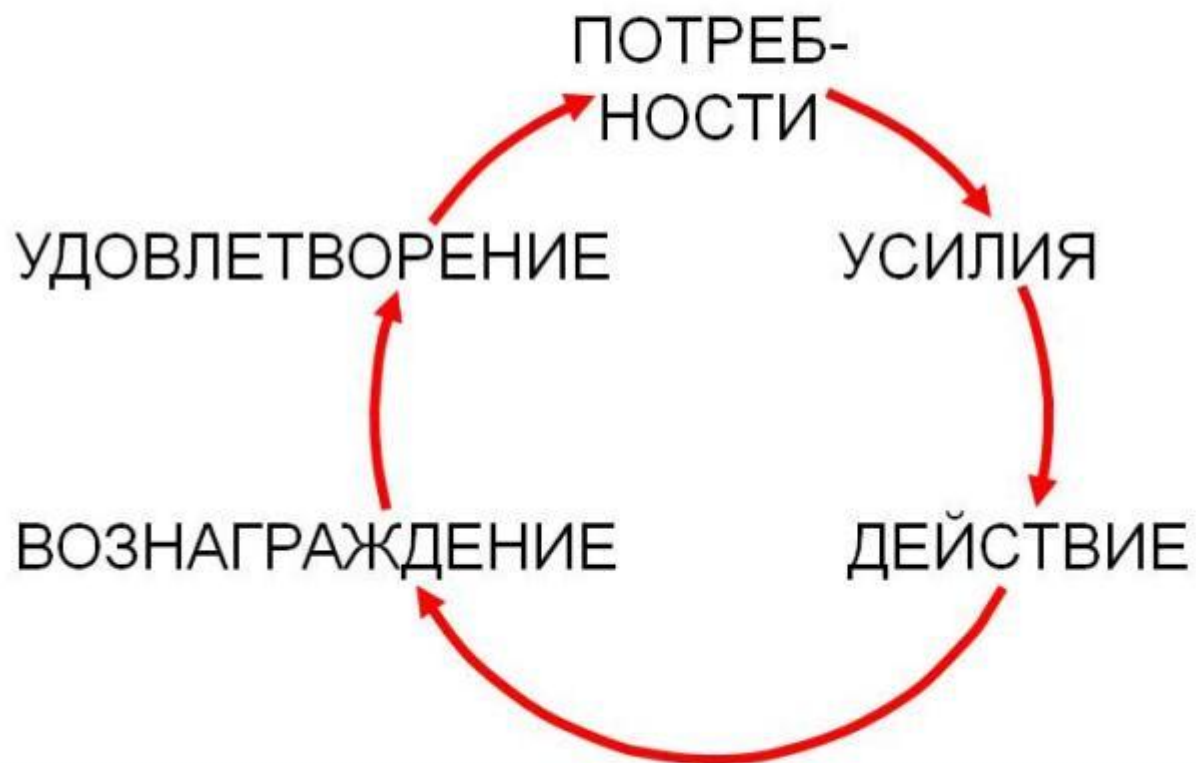 ПОТРЕБ-
НОСТИ
УСИЛИЯ
ДЕЙСТВИЕ
ВОЗНАГРАЖДЕНИЕ
УДОВЛЕТВОРЕНИЕ